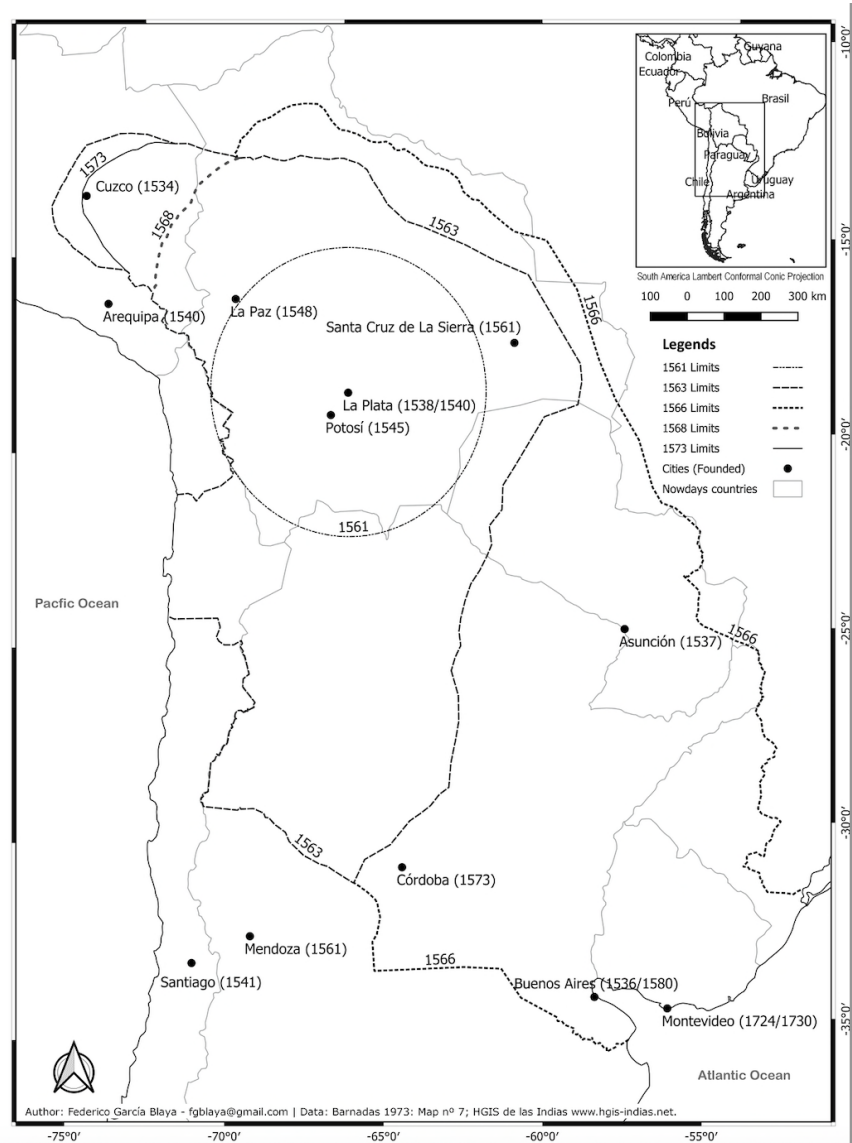 -10°0'
-15°0'
-20°0'
-25°0'
-30°0'
-35°0'
Colombia
Guyana
Ecuador
Perú
Brasil
Bolivia
Paraguay
Chile
Uruguay
Argentina
South America Lambert Conformal Conic Projection
100 0 100 200 300 km
Legends
1561 Limits
1563 Limits
1566 Limits
1568 Limits
1573 Limits
Cities (Founded)
Nowdays countries
1573
Cuzco (1534)
1568
1563
1566
Arequipa (1540)
La Paz (1548)
Santa Cruz de La Sierra (1561)
La Plata (1538/1540)
Potosí (1545)
1561
Pacfic Ocean
Asunción (1537)
1566
1563
Córdoba (1573)
Mendoza (1561)
1566
Santiago (1541)
Buenos Aires (1536/1580)
Montevideo (1724/1730)
Atlantic Ocean
Author: Federico García Blaya - fgblaya@gmail.com | Data: Barnadas 1973: Map nº 7; HGIS de las Indias www.hgis-indias.net.
-75°0' -70°0' -65°0' -60°0' -55°0'